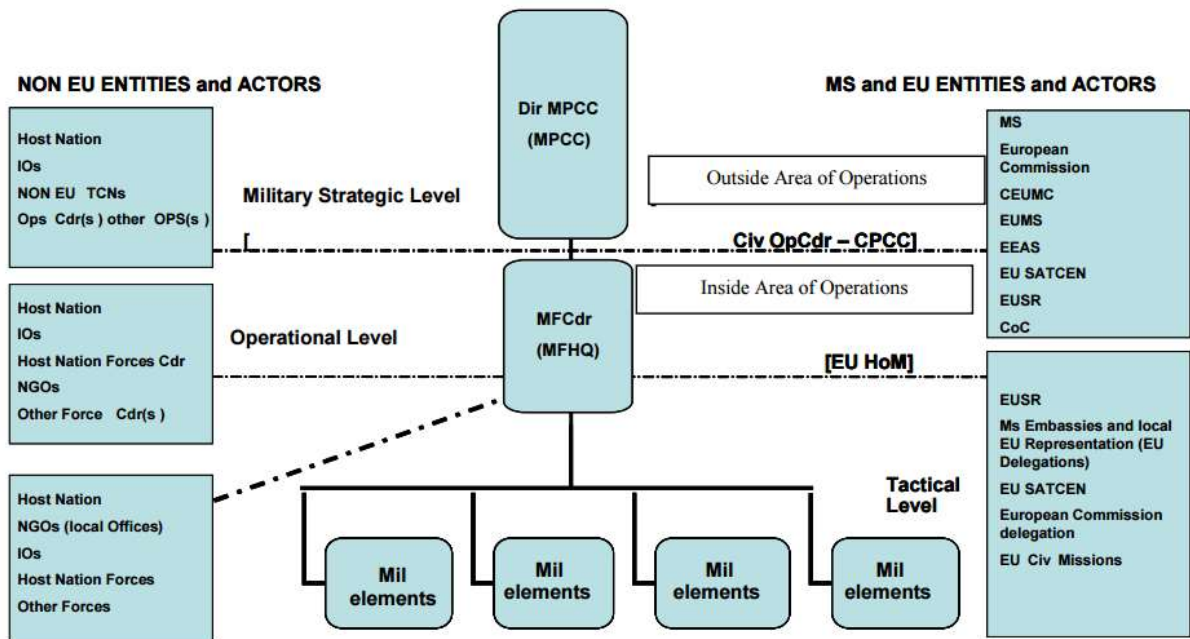 NON EU ENTITIES and ACTORS
MS and EU ENTITIES and ACTORS
Dir MPCC
(MPCC)
Host Nation
IOs
NON EU TCNs
Ops Cdr(s ) other OPS(s )
Military Strategic Level
[
Outside Area of Operations
Civ OpCdr – CPCC]
Inside Area of Operations
MS
European
Commission
CEUMC
EUMS
EEAS
EU SATCEN
EUSR
CoC
Host Nation
IOs
Host Nation Forces Cdr
NGOs
Other Force Cdr(s )
Operational Level
MFCdr
(MFHQ)
[EU HoM]
EUSR
Ms Embassies and local
EU Representation (EU
Delegations)
EU SATCEN
European Commission
delegation
EU Civ Missions
Host Nation
NGOs (local Offices)
IOs
Host Nation Forces
Other Forces
Tactical
Level
Mil
elements
Mil
elements
Mil
elements
Mil
elements